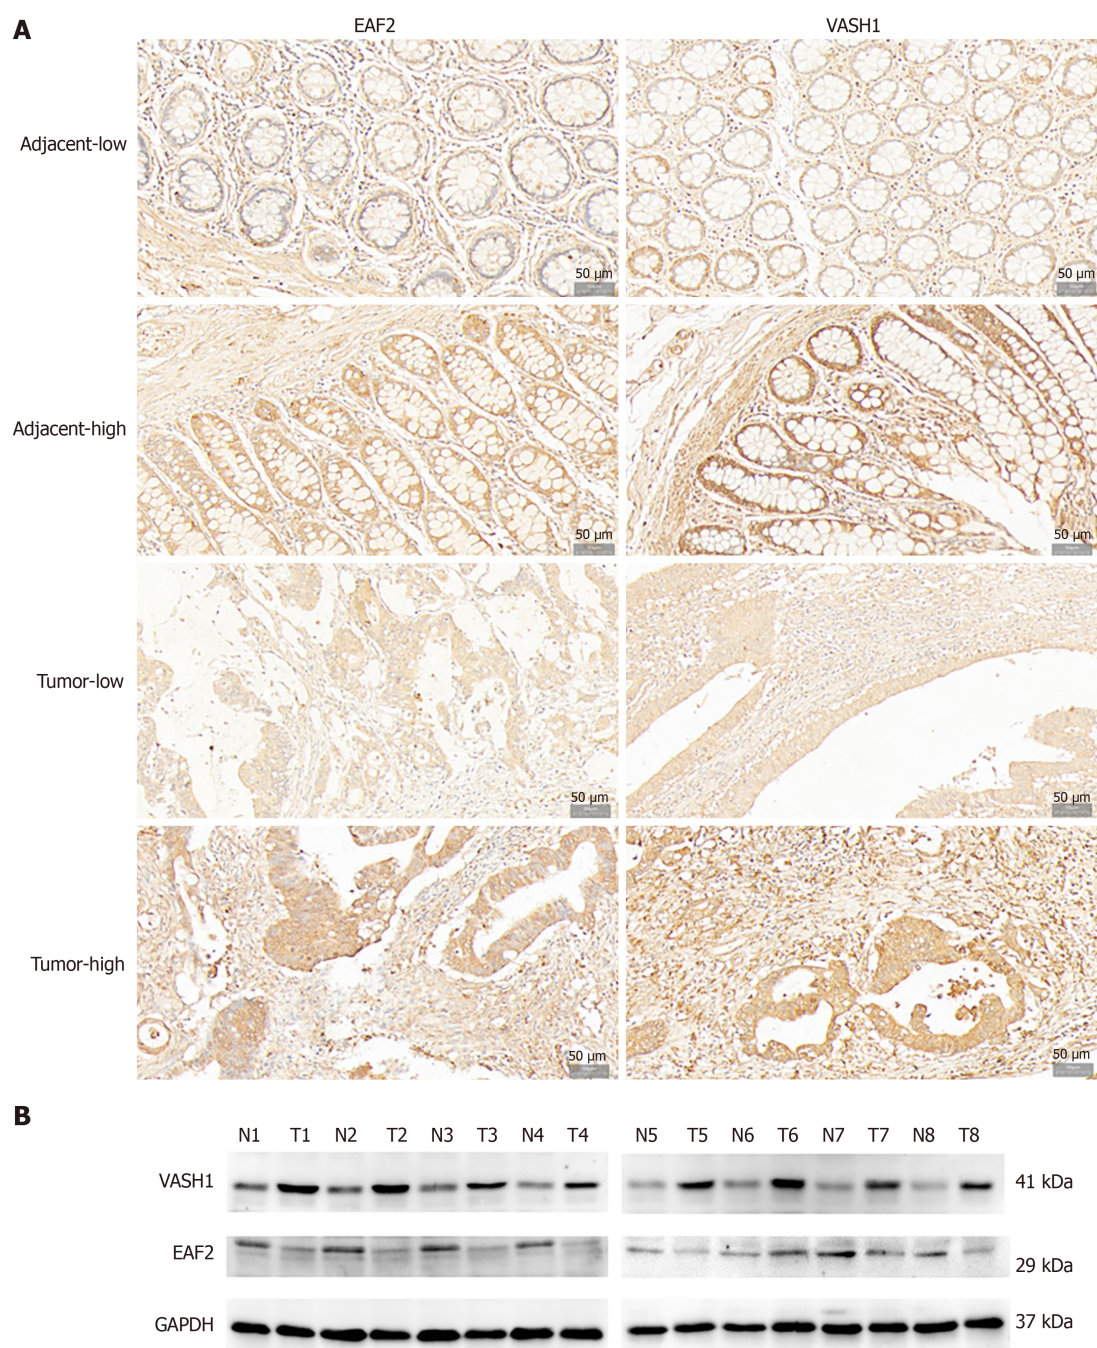 A
EAF2 VASH1
Adjacent-low
50 µm 50 µm
Adjacent-high
50 µm 50 µm
Tumor-low
50 µm 50 µm
Tumor-high
50 µm 50 µm
B
N1 T1 N2 T2 N3 T3 N4 T4 N5 T5 N6 T6 N7 T7 N8 T8
VASH1 41 kDa
EAF2 29 kDa
GAPDH 37 kDa